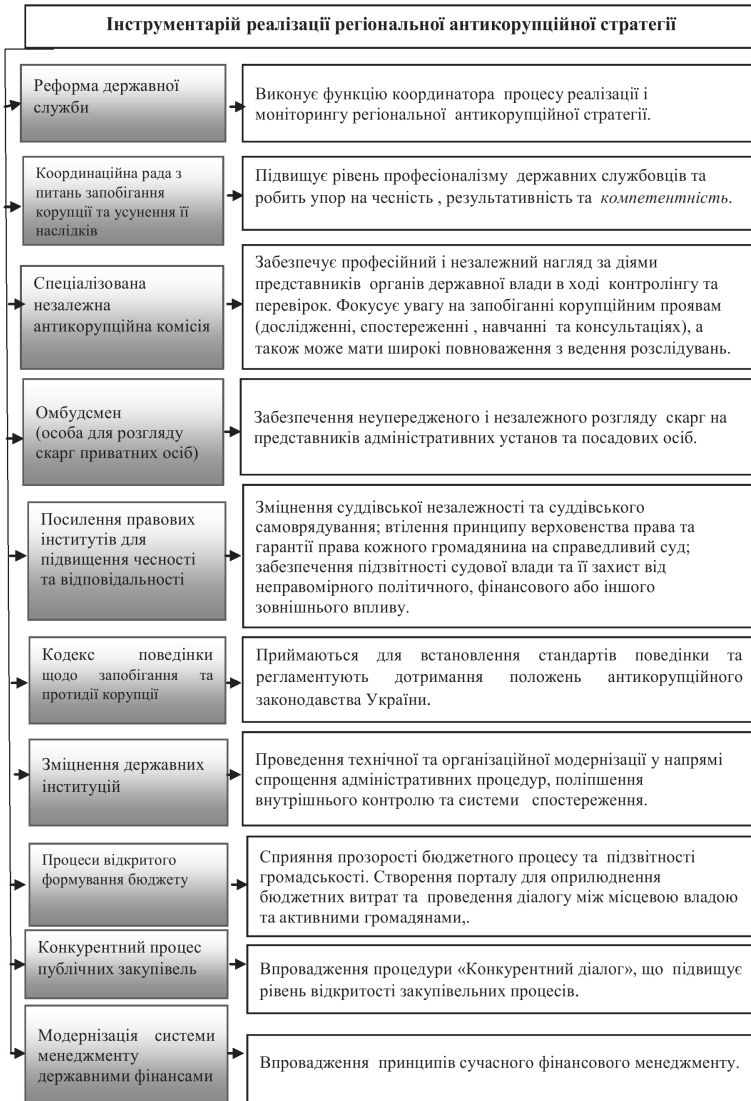 Інструментарій реалізації регіональної антикорупційної стратегії
Реформа державної
служби
Виконує функцію координатора процесу реалізації і
моніторингу регіональної антикорупційної стратегії.
Координаційна рада з
питань запобігання
корупції та усунення її
наслідків
Підвищує рівень професіоналізму державних службовців та
робить упор на чесність , результативність та компетентність.
Спеціалізована
незалежна
антикорупційна комісія
Забезпечує професійний і незалежний нагляд за діями
представників органів державної влади в ході контролінгу та
перевірок. Фокусує увагу на запобіганні корупційним проявам
(дослідженні, спостереженні , навчанні та консультаціях), а
також може мати широкі повноваження з ведення розслідувань.
Омбудсмен
(особа для розгляду
скарг приватних осіб)
Забезпечення неупередженого і незалежного розгляду скарг на
представників адміністративних установ та посадових осіб.
Посилення правових
інститутів для
підвищення чесності
та відповідальності
Зміцнення суддівської незалежності та суддівського
самоврядування; втілення принципу верховенства права та
гарантії права кожного громадянина на справедливий суд;
забезпечення підзвітності судової влади та її захист від
неправомірного політичного, фінансового або іншого
зовнішнього впливу.
Кодекс поведінки
щодо запобігання та
протидії корупції
Приймаються для встановлення стандартів поведінки та
регламентують дотримання положень антикорупційного
законодавства України.
Зміцнення державних
інституцій
Проведення технічної та організаційної модернізації у напрямі
спрощення адміністративних процедур, поліпшення
внутрішнього контролю та системи спостереження.
Процеси відкритого
формування бюджету
Сприяння прозорості бюджетного процесу та підзвітності
громадськості. Створення порталу для оприлюднення
бюджетних витрат та проведення діалогу між місцевою владою
та активними громадянами,.
Конкурентний процес
публічних закупівель
Впровадження процедури «Конкурентний діалог», що підвищує
рівень відкритості закупівельних процесів.
Модернізація системи
менеджменту
державними фінансами
Впровадження принципів сучасного фінансового менеджменту.